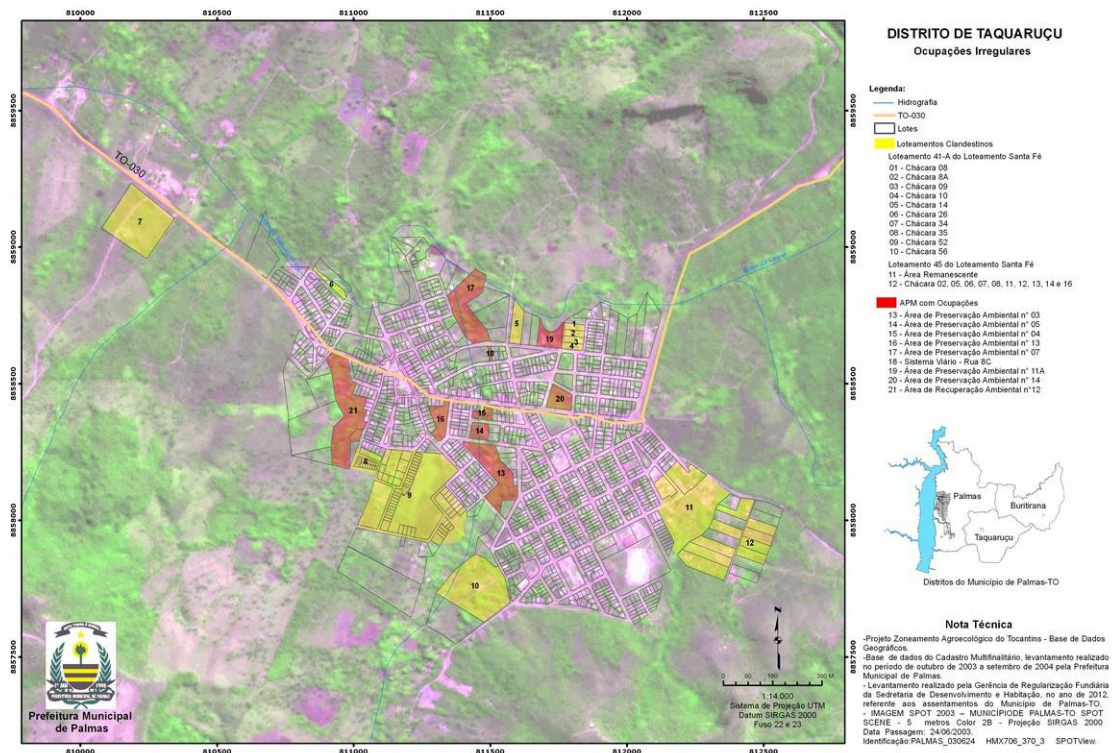 810000 810500 811000 811500 812000 812500
8859500
8859000
8858500
8858000
8857500
TO-030
7
6
17
5
1
2
3
4
19
18
20
15
16
14
21
13
8
9
11
12
10
N
300 M
1:14.000
Sistema de Projeção UTM
Datum SIRGAS 2000
Fuso 22 e 23
Prefeitura Municipal
de Palmas
810000 810500 811000 811500 812000 812500
DISTRITO DE TAQUARUÇU
Ocupações Irregulares
Legenda:
Hidrografia
TO-030
Lotes
Loteamentos Clandestinos
Loteamento 41-A do Loteamento Santa Fé
01 - Chácara 08
02 - Chácara 8A
03 - Chácara 09
04 - Chácara 10
05 - Chácara 14
06 - Chácara 26
07 - Chácara 34
08 - Chácara 35
09 - Chácara 52
10 - Chácara 56
Loteamento 45 do Loteamento Santa Fé
11 - Área Remanescente
12 - Chácara 02, 05, 06, 07, 08, 11, 12, 13, 14 e 16
APM com Ocupações
13 - Área de Preservação Ambiental n° 03
14 - Área de Preservação Ambiental n° 05
15 - Área de Preservação Ambiental n° 04
16 - Área de Preservação Ambiental n° 13
17 - Área de Preservação Ambiental n° 07
18 - Sistema Viário - Rua 8C
19 - Área de Preservação Ambiental n° 11A
20 - Área de Preservação Ambiental n° 14
21 - Área de Recuperação Ambiental n°12
Palmas
Buritirana
Taquaruçu
Distritos do Município de Palmas-TO
Nota Técnica
-Projeto Zoneamento Agroecológico do Tocantins - Base de Dados
Geográficos.
-Base de dados do Cadastro Multifinalitário, levantamento realizado
no período de outubro de 2003 a setembro de 2004 pela Prefeitura
Municipal de Palmas.
- Levantamento realizado pela Gerência de Regularização Fundiária
da Sedretaria de Desenvolvimento e Habitação, no ano de 2012,
referente aos assentamentos do Município de Palmas-TO.
- IMAGEM SPOT 2003 – MUNICÍPIODE PALMAS-TO SPOT
SCENE - 5 metros Color 2B - Projeção SIRGAS 2000
Data Passagem: 24/06/2003.
Identificação:PALMAS_030624 HMX706_370_3 SPOTView.